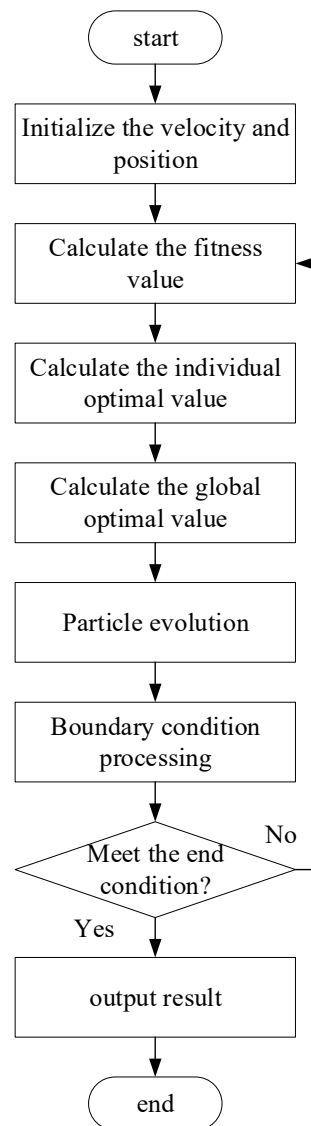 start
Initialize the velocity and
position
Calculate the fitness
value
Calculate the individual
optimal value
Calculate the global
optimal value
Particle evolution
Boundary condition
processing
No
Meet the end
condition?
Yes
output result
end